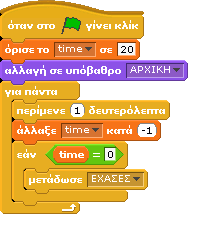 όταν στο γίνει κλικ
όρισε το time σε 20
αλλαγή σε υπόβαθρο ΑΡΧΙΚΗ
για πάντα
περίμενε 1 δευτερόλεπτα
άλλαξε time κατά -1
εάν time = 0
μετάδωσε ΕΧΑΣΕΣ